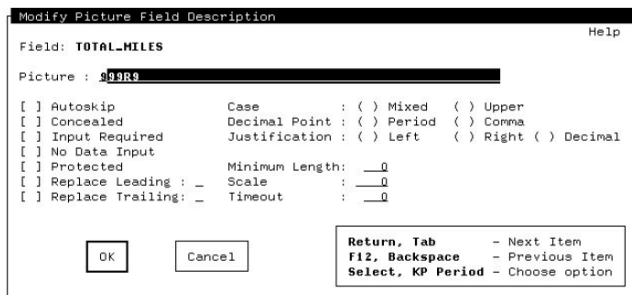 Modify Picture Field Description
Help
Field: TOTAL_MILES
Picture : 999R9
[ ] Autoskip Case : ( ) Mixed ( ) Upper
[ ] Concealed Decimal Point : ( ) Period ( ) Comma
[ ] Input Required Justification : ( ) Left ( ) Right ( ) Decimal
[ ] No Data Input
[ ] Protected Minimum Length: 0
[ ] Replace Leading : _ Scale : 0
[ ] Replace Trailing: _ Timeout : 0
OK Cancel
Return, Tab - Next Item
F12, Backspace - Previous Item
Select, KP Period - Choose option